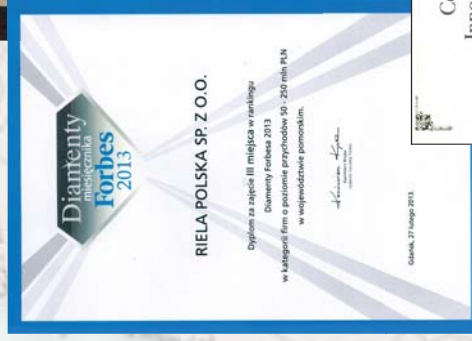 Diamenty
miesięcznika
Forbes
2013
RIELA POLSKA SP. Z O.O.
Dyplom za zajęcie III miejsca w rankingu
Diamenty Forbesa 2013
w kategorii firm o poziomie przychodów 50 - 250 mln PLN
w województwie pomorskim.
Gdańsk, 27 lutego 2013.